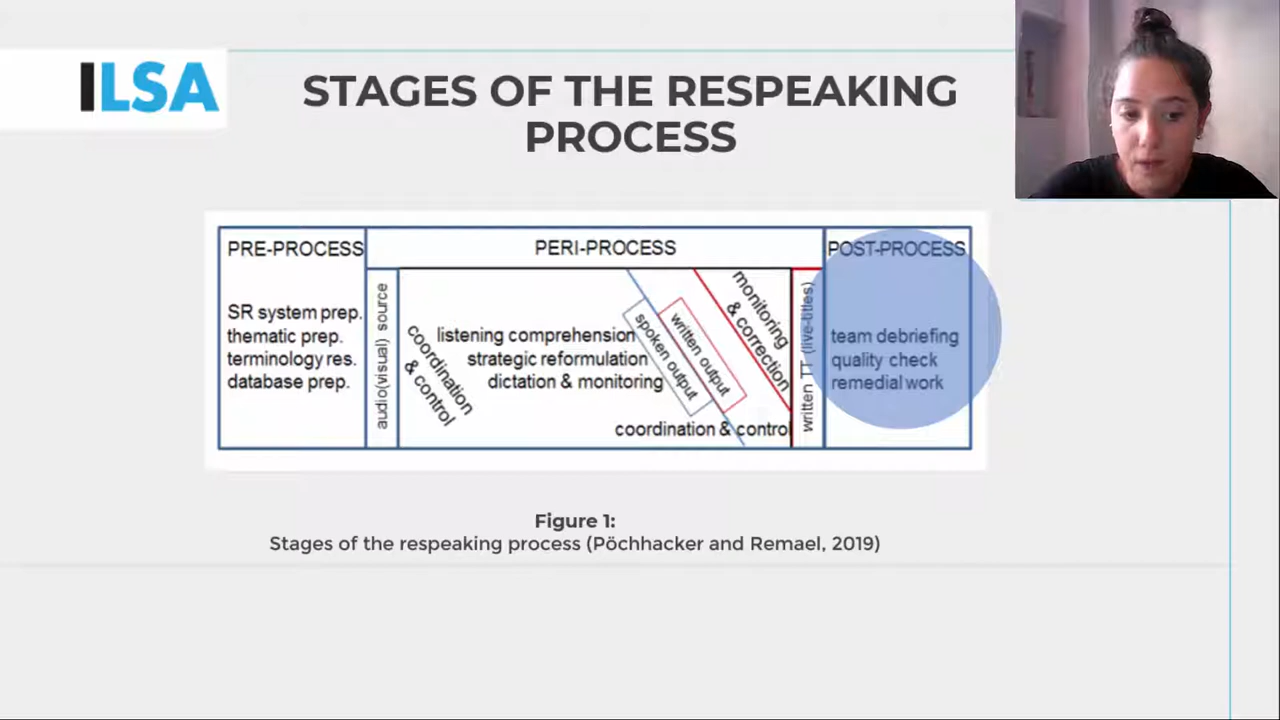 ILSA
STAGES OF THE RESPEAKING
PROCESS
PRE-PROCESS
SR system prep.
thematic prep.
terminology res.
database prep.
PERI-PROCESS
audio(visual) source
coordination
& control
listening comprehension
strategic reformulation
dictation & monitoring
spoken output
written output
monitoring
& correction
coordination & control
written TT (live-titles)
POST-PROCESS
team debriefing
quality check
remedial work
Figure 1:
Stages of the respeaking process (Pöchhacker and Remael, 2019)